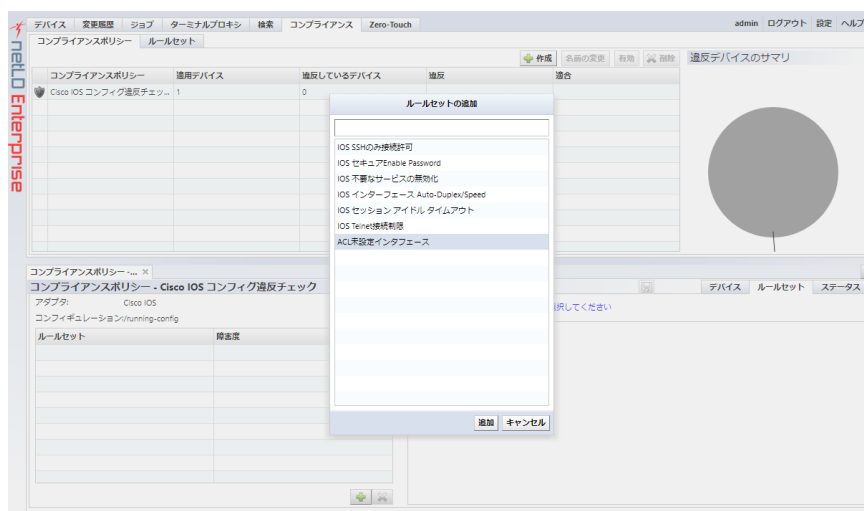 デバイス 変更履歴 ジョブ ターミナルプロキシ 検索 コンプライアンス Zero-Touch admin ログアウト 設定 ヘルプ
コンプライアンスポリシー ルールセット
作成 名前の変更 有効 削除 違反デバイスのサマリ
コンプライアンスポリシー 適用デバイス 違反しているデバイス 違反 適合
Cisco IOS コンフィグ違反チェッ... 1 0
netLD Enterprise
ルールセットの追加
IOS SSHのみ接続許可
IOS セキュアEnable Password
IOS 不要なサービスの無効化
IOS インターフェース Auto-Duplex/Speed
IOS セッション アイドル タイムアウト
IOS Telnet接続制限
ACL未設定インタフェース
追加 キャンセル
コンプライアンスポリシー -... ×
コンプライアンスポリシー - Cisco IOS コンフィグ違反チェック デバイス ルールセット ステータス
アダプタ: Cisco IOS
択してください
コンフィギュレーション:/running-config
ルールセット 障害度